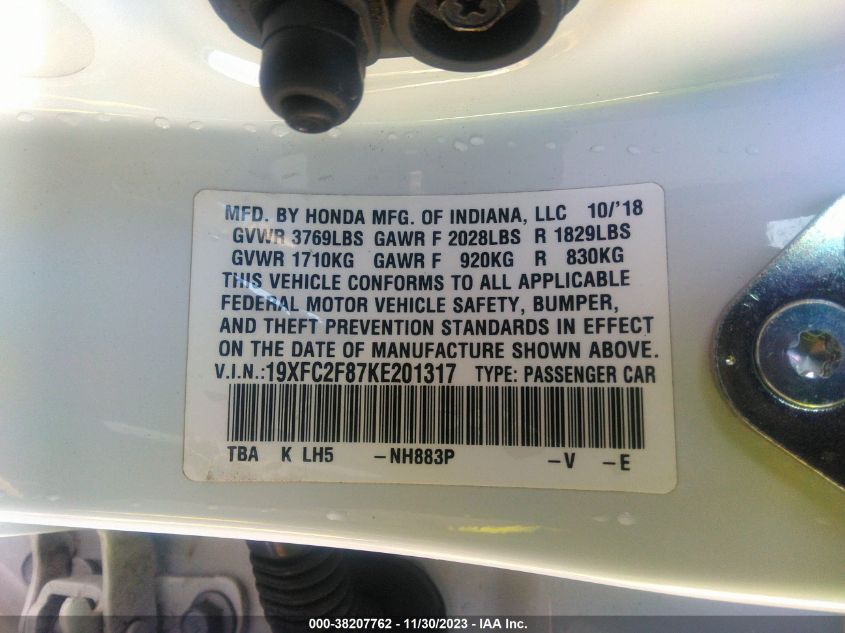 MFD. BY HONDA MFG. OF INDIANA, LLC 10/'18
GVWR 3769LBS GAWR F 2028LBS R 1829LBS
GVWR 1710KG GAWR F 920KG R 830KG
THIS VEHICLE CONFORMS TO ALL APPLICABLE
FEDERAL MOTOR VEHICLE SAFETY, BUMPER,
AND THEFT PREVENTION STANDARDS IN EFFECT
ON THE DATE OF MANUFACTURE SHOWN ABOVE.
V.I.N.:19XFC2F87KE201317 TYPE: PASSENGER CAR
TBA K LH5 -NH883P -V -E
000-38207762 - 11/30/2023 - IAA Inc.